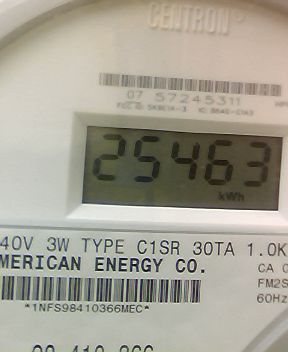 CENTRON®
07 57245311
25463
kWh
40V 3W TYPE C1SR 30TA 1.0K
MERICAN ENERGY CO.
CA 0
FM2S
60Hz
*1NFS98410366MEC*